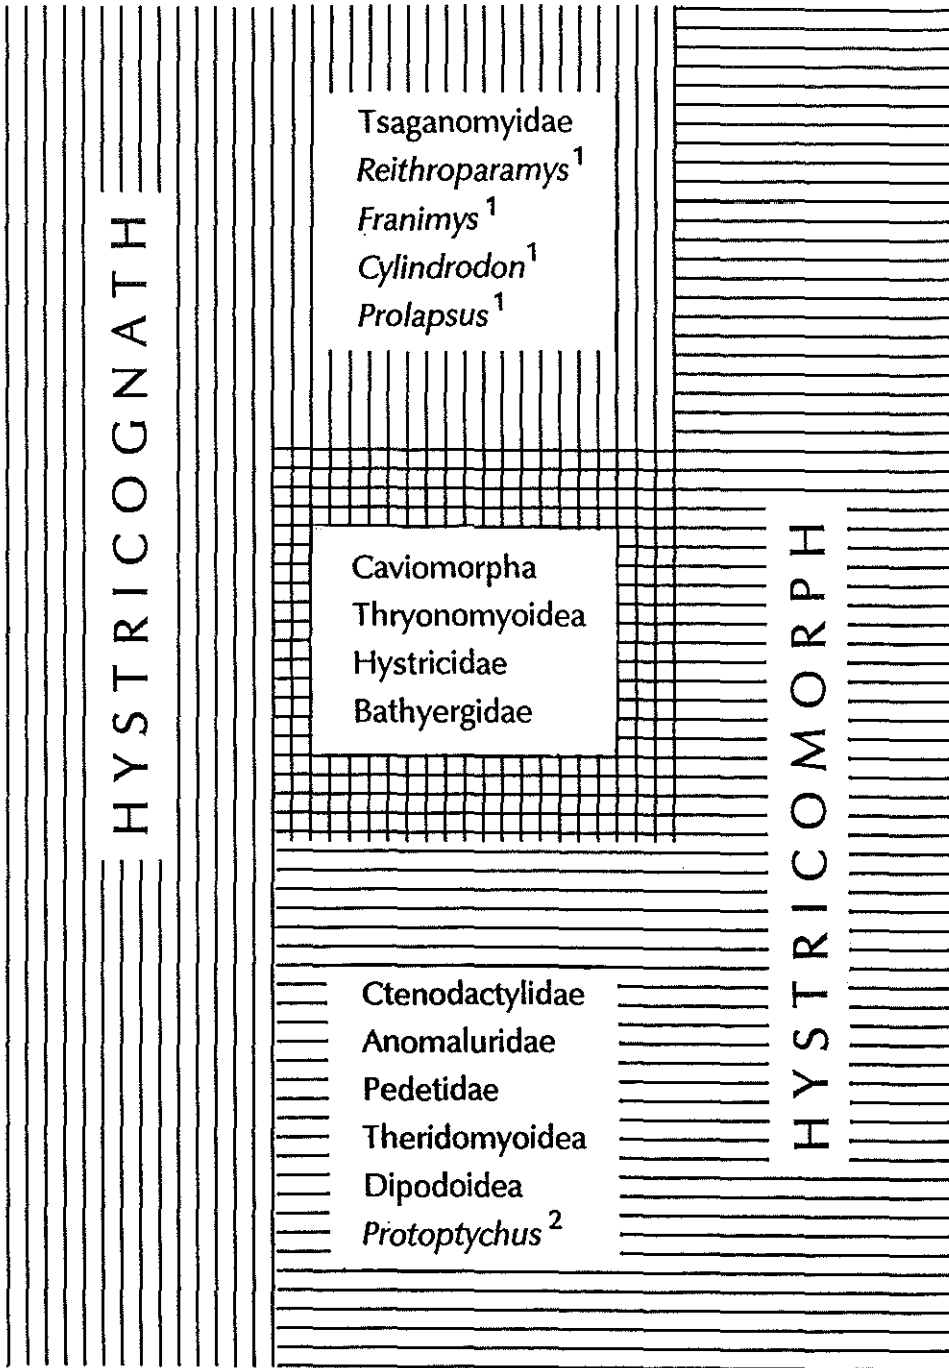 HYSTRICOGNATH
Tsaganomyidae
Reithroparamys¹
Franimys¹
Cylindrodon¹
Prolapsus¹
Caviomorpha
Thryonomyoidea
Hystricidae
Bathyergidae
HYSTRICOMORPH
Ctenodactylidae
Anomaluridae
Pedetidae
Theridomyoidea
Dipodoidea
Protoptychus²